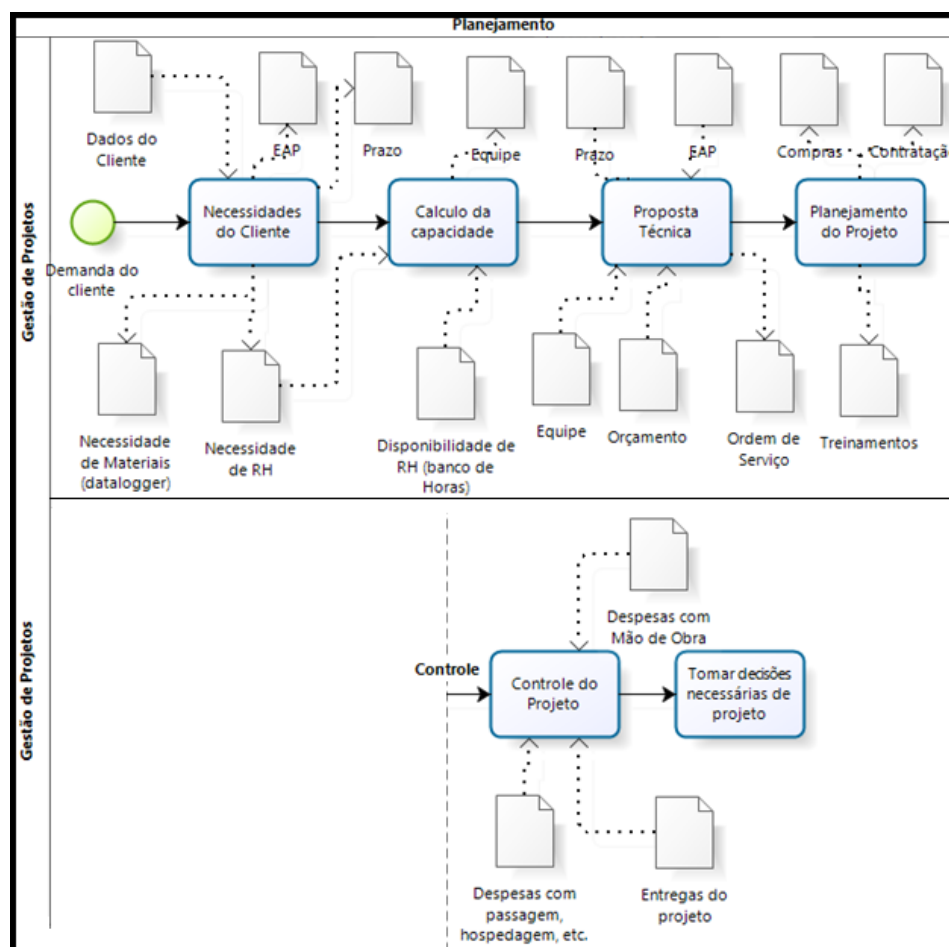 Planejamento
Gestão de Projetos
Dados do
Cliente
EAP
Prazo
Equipe
Prazo
EAP
Compras
Contratação
Necessidades
do Cliente
Calculo da
capacidade
Proposta
Técnica
Planejamento
do Projeto
Demanda do
cliente
Necessidade
de Materiais
(datalogger)
Necessidade
de RH
Disponibilidade de
RH (banco de
Horas)
Equipe
Orçamento
Ordem de
Serviço
Treinamentos
Gestão de Projetos
Despesas com
Mão de Obra
Controle
Controle do
Projeto
Tomar decisões
necessárias de
projeto
Despesas com
passagem,
hospedagem, etc.
Entregas do
projeto